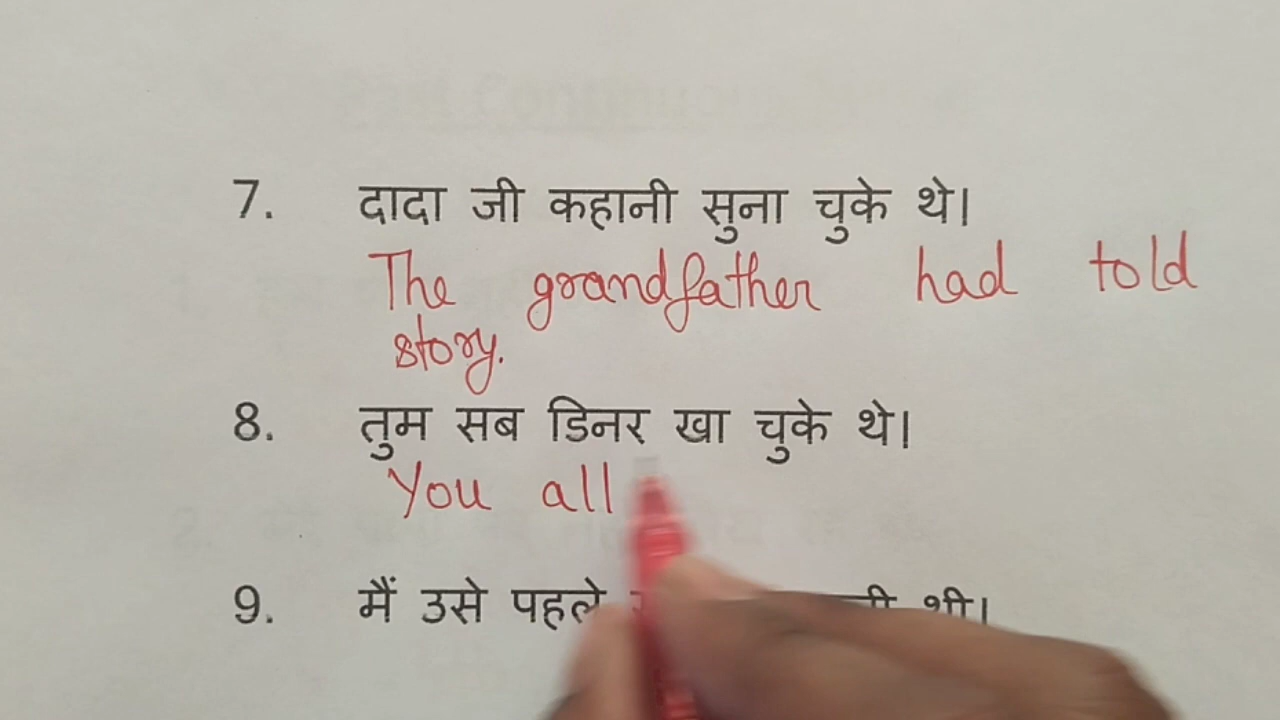 7. दादा जी कहानी सुना चुके थे।
The grandfather had told
story.
8. तुम सब डिनर खा चुके थे।
You all
9. मैं उसे पहले थी।